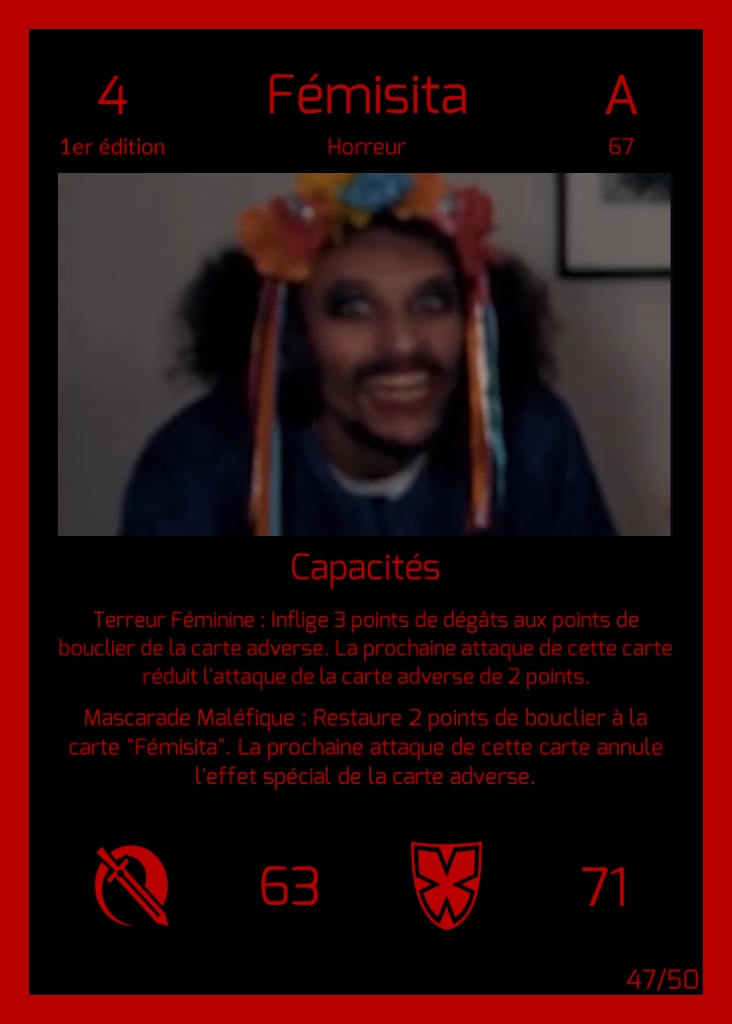 4 Fémisita A
1er édition Horreur 67
Capacités
Terreur Féminine : Inflige 3 points de dégâts aux points de
bouclier de la carte adverse. La prochaine attaque de cette carte
réduit l'attaque de la carte adverse de 2 points.
Mascarade Maléfique : Restaure 2 points de bouclier à la
carte "Fémisita". La prochaine attaque de cette carte annule
l'effet spécial de la carte adverse.
63 71
47/50